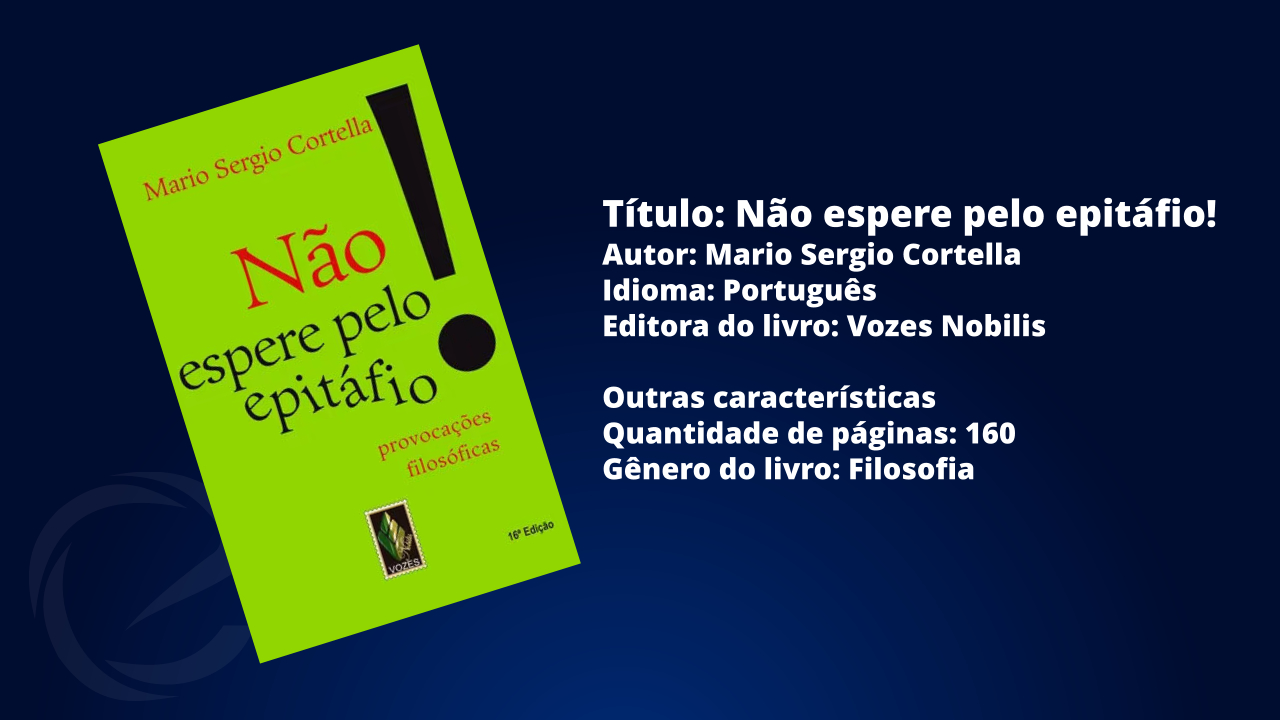 Mario Sergio Cortella
Não
espere pelo
epitáfio!
provocações
filosóficas
VOZES
16ª Edição
Título: Não espere pelo epitáfio!
Autor: Mario Sergio Cortella
Idioma: Português
Editora do livro: Vozes Nobilis
Outras características
Quantidade de páginas: 160
Gênero do livro: Filosofia